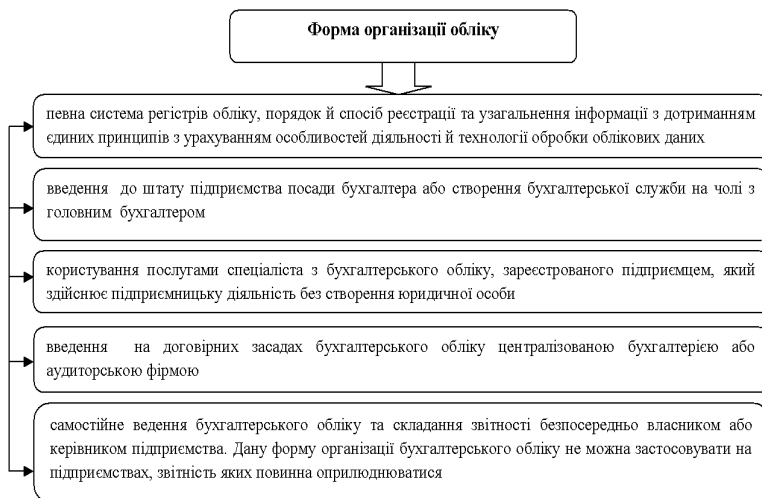 Форма організації обліку
певна система регістрів обліку, порядок й спосіб реєстрації та узагальнення інформації з дотриманням
єдиних принципів з урахуванням особливостей діяльності й технології обробки облікових даних
введення до штату підприємства посади бухгалтера або створення бухгалтерської служби на чолі з
головним бухгалтером
користування послугами спеціаліста з бухгалтерського обліку, зареєстрованого підприємцем, який
здійснює підприємницьку діяльність без створення юридичної особи
введення на договірних засадах бухгалтерського обліку централізованою бухгалтерією або
аудиторською фірмою
самостійне ведення бухгалтерського обліку та складання звітності безпосередньо власником або
керівником підприємства. Дану форму організації бухгалтерського обліку не можна застосовувати на
підприємствах, звітність яких повинна оприлюднюватися